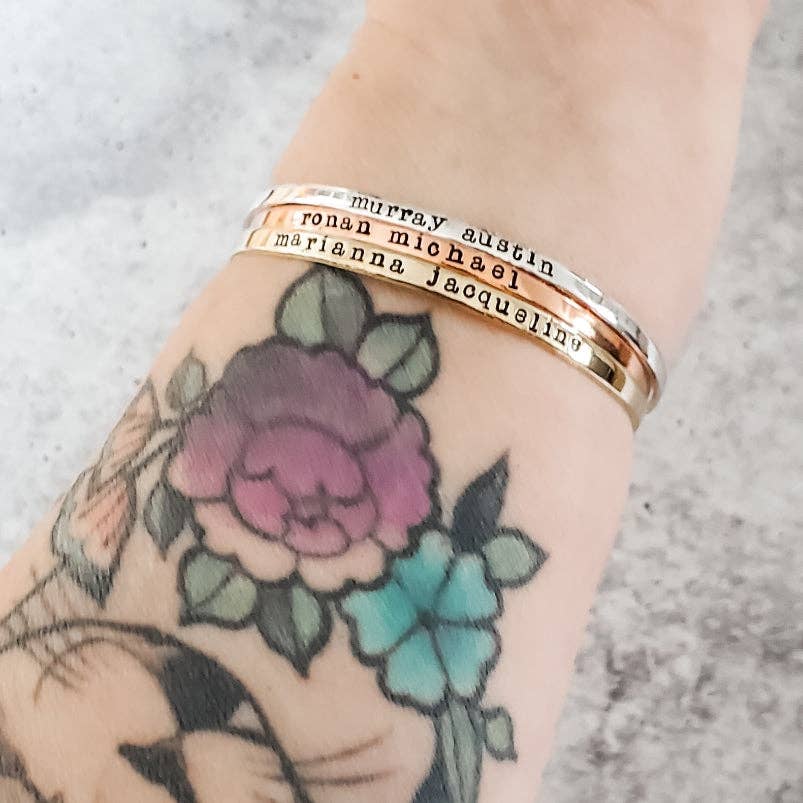 murray austin
ronan michael
marianna jacqueline